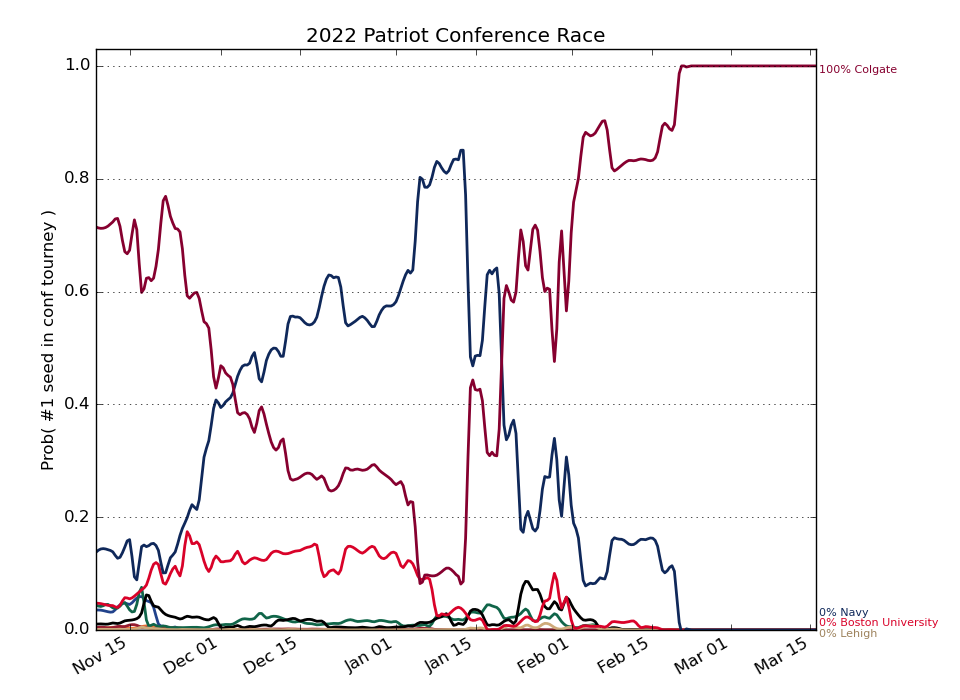 2022 Patriot Conference Race
Prob( #1 seed in conf tourney )
1.0
0.8
0.6
0.4
0.2
0.0
Nov 15
Dec 01
Dec 15
Jan 01
Jan 15
Feb 01
Feb 15
Mar 01
Mar 15
100% Colgate
0% Navy
0% Boston University
0% Lehigh